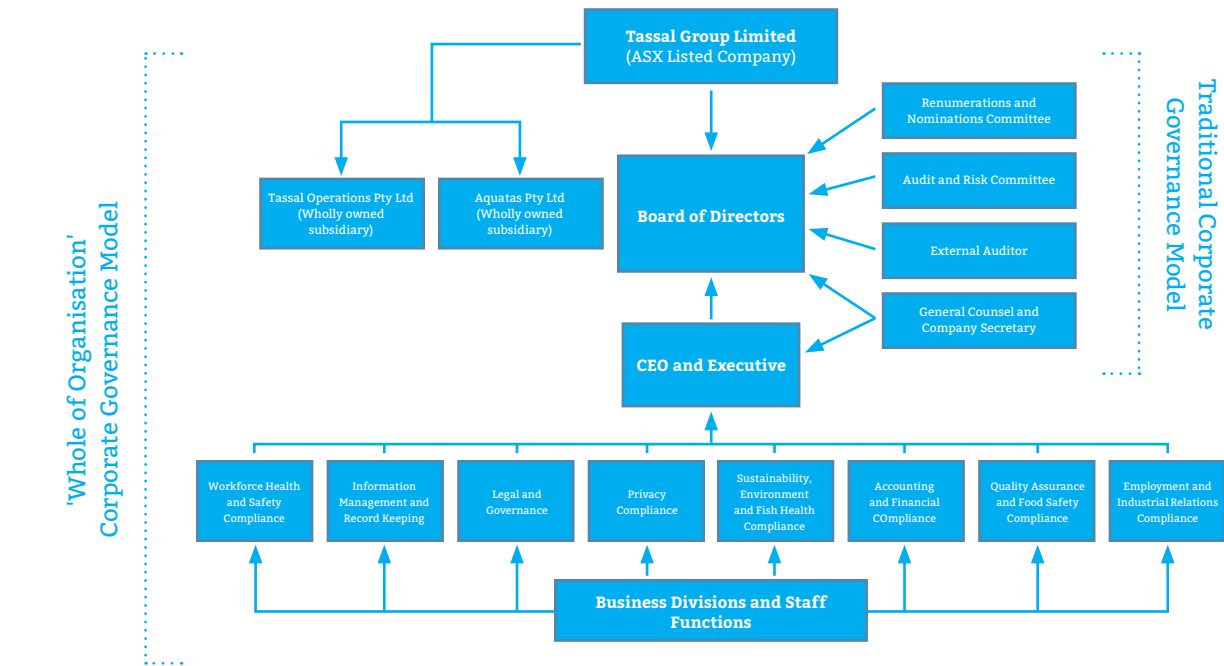 Tassal Group Limited
(ASX Listed Company)
Renumerations and
Nominations Committee
Audit and Risk Committee
External Auditor
General Counsel and
Company Secretary
Traditional Corporate
Governance Model
Tassal Operations Pty Ltd
(Wholly owned
subsidiary)
Aquatas Pty Ltd
(Wholly owned
subsidiary)
Board of Directors
CEO and Executive
'Whole of Organisation'
Corporate Governance Model
Workforce Health
and Safety
Compliance
Information
Management and
Record Keeping
Legal and
Governance
Privacy
Compliance
Sustainability,
Environment
and Fish Health
Compliance
Accounting
and Financial
COmpliance
Quality Assurance
and Food Safety
Compliance
Employment and
Industrial Relations
Compliance
Business Divisions and Staff
Functions